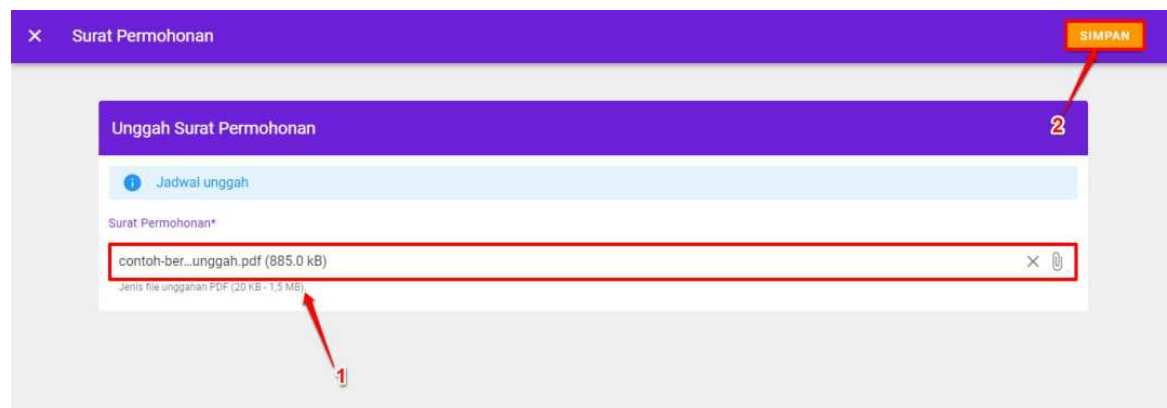 Surat Permohonan
SIMPAN
Unggah Surat Permohonan
2
Jadwal unggah
Surat Permohonan*
contoh-ber...unggah.pdf (885.0 kB)
Jenis file unggahan PDF (20 KB - 1,5 MB).
1